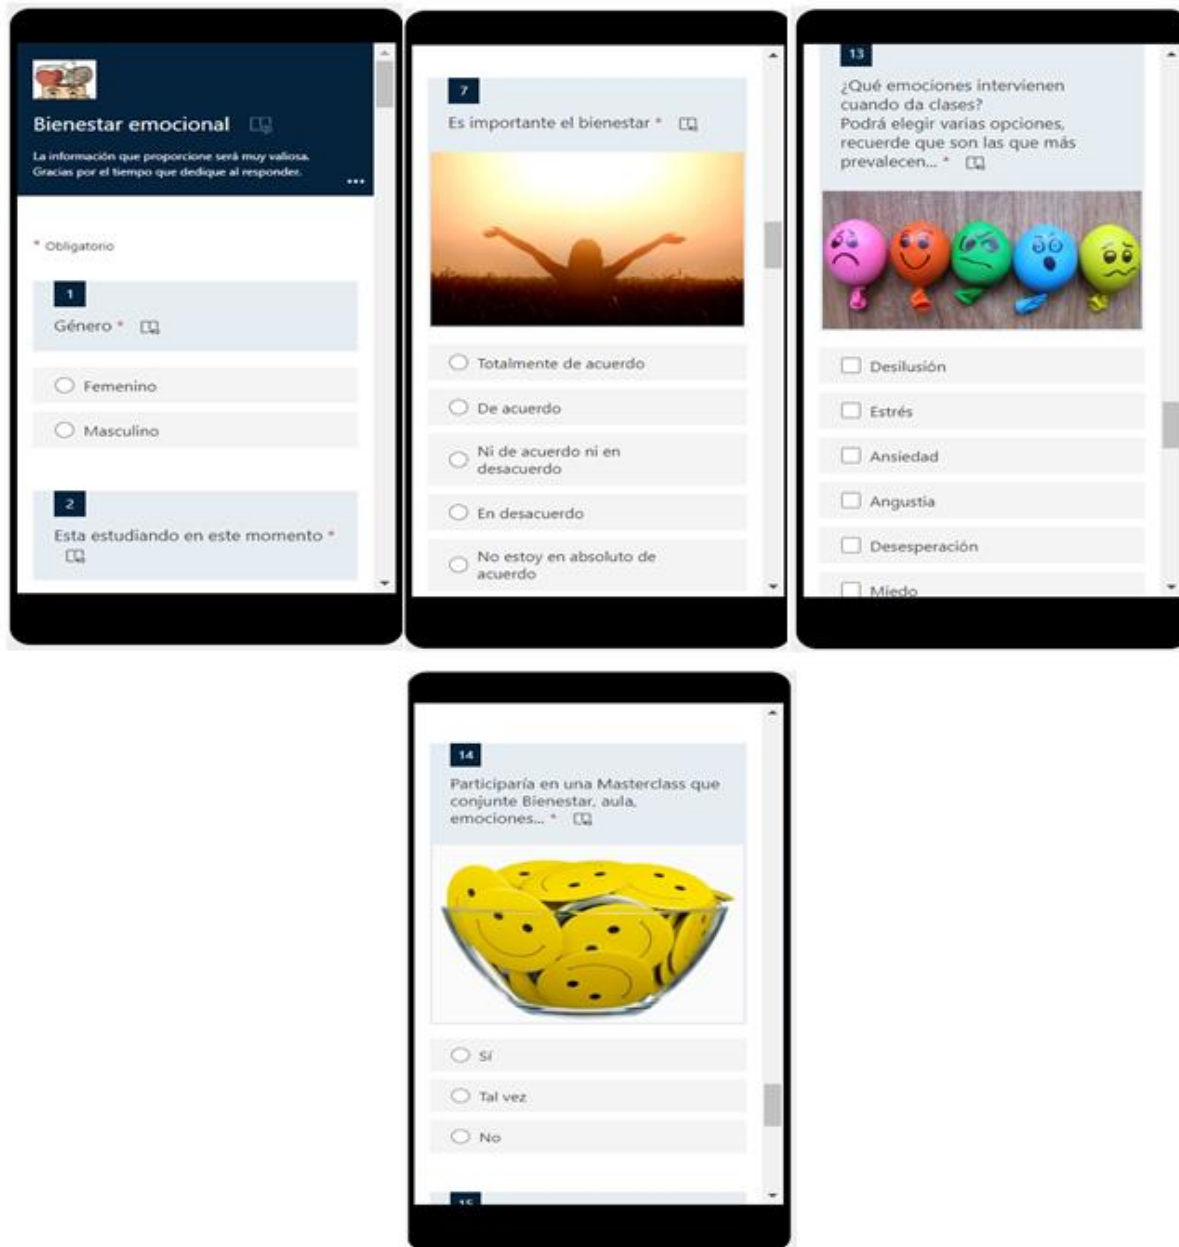 Bienestar emocional
La información que proporcione será muy valiosa.
Gracias por el tiempo que dedique al responder.
...
* Obligatorio
1
Género *
Femenino
Masculino
2
Esta estudiando en este momento *
7
Es importante el bienestar *
Totalmente de acuerdo
De acuerdo
Ni de acuerdo ni en
desacuerdo
En desacuerdo
No estoy en absoluto de
acuerdo
13
¿Qué emociones intervienen
cuando da clases?
Podrá elegir varias opciones,
recuerde que son las que más
prevalecen... *
Desilusión
Estrés
Ansiedad
Angustia
Desesperación
Miedo
14
Participaría en una Masterclass que
conjunte Bienestar, aula,
emociones... *
Sí
Tal vez
No
15